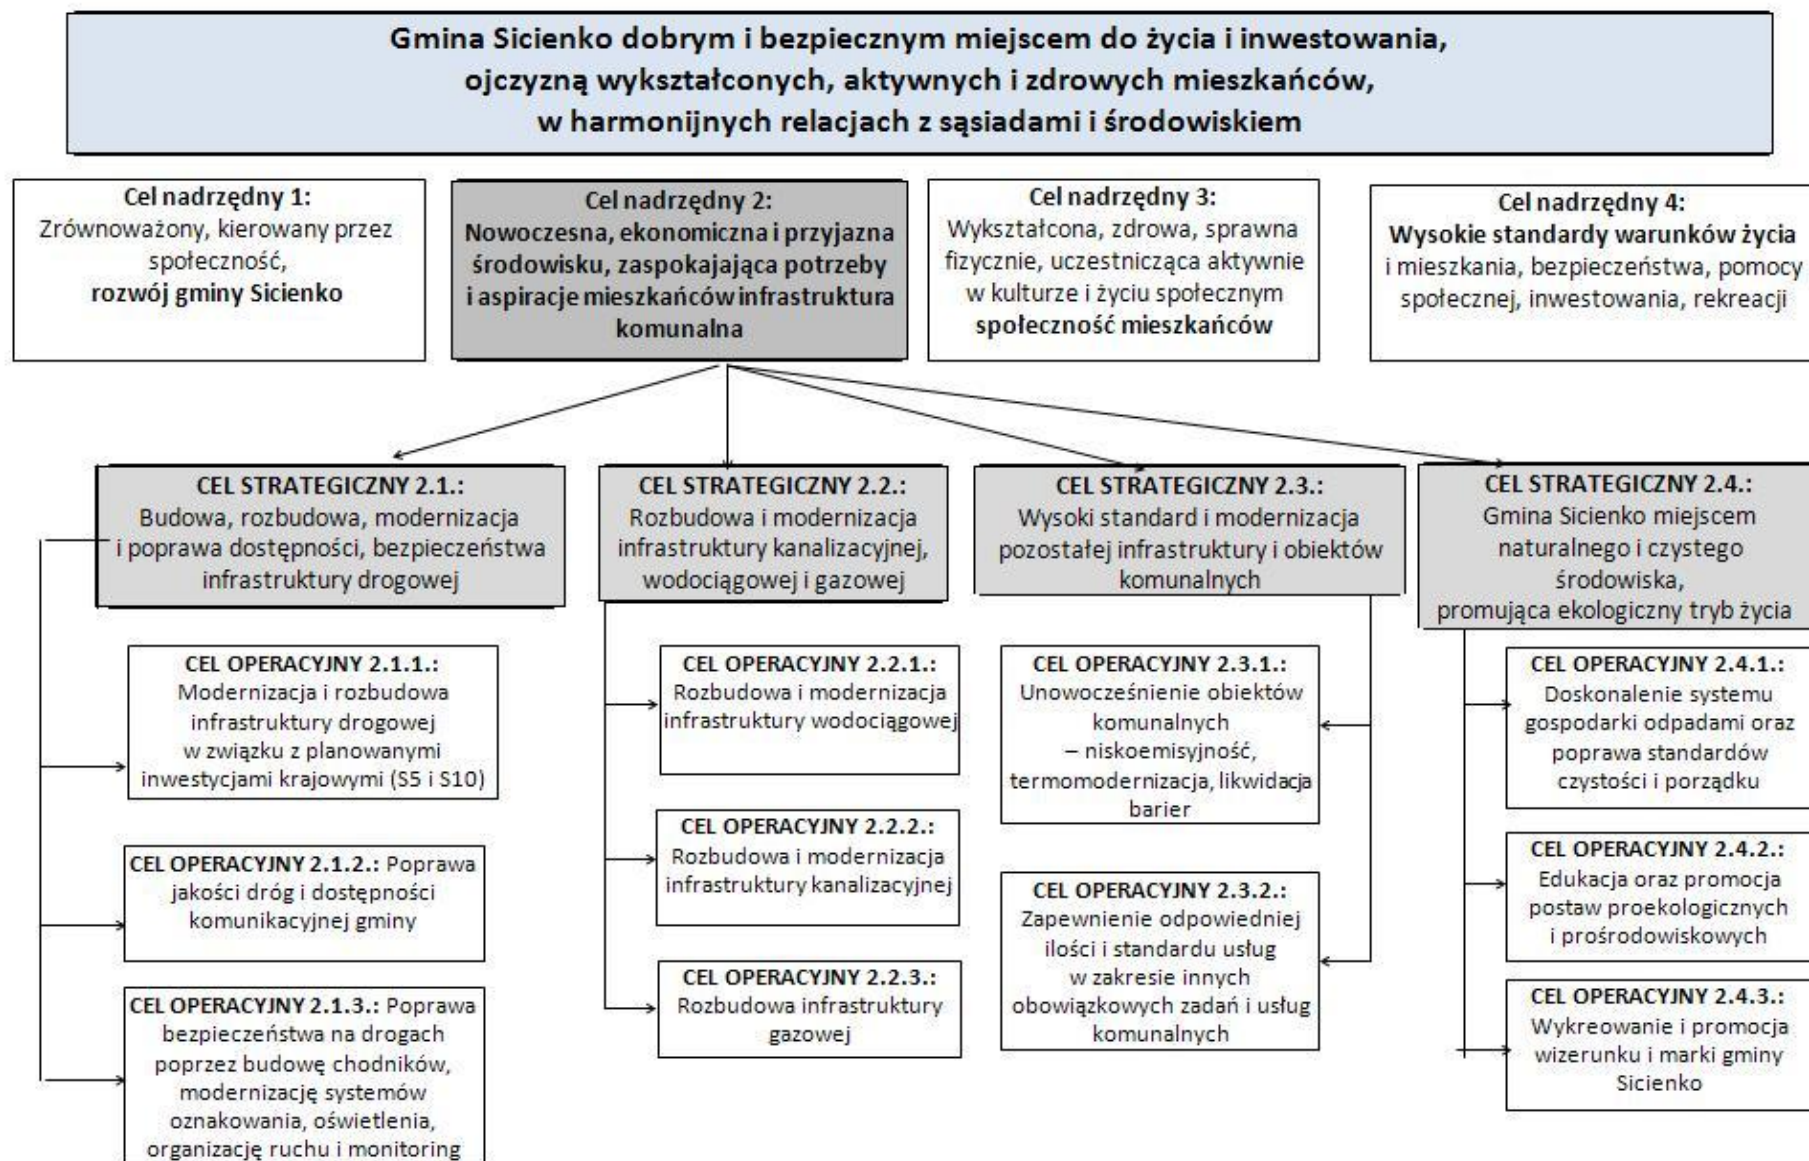 Gmina Sicienko dobrym i bezpiecznym miejscem do życia i inwestowania,
ojczyzną wykształconych, aktywnych i zdrowych mieszkańców,
w harmonijnych relacjach z sąsiadami i środowiskiem
Cel nadrzędny 1:
Zrównoważony, kierowany przez
społeczność,
rozwój gminy Sicienko
Cel nadrzędny 2:
Nowoczesna, ekonomiczna i przyjazna
środowisku, zaspokajająca potrzeby
i aspiracje mieszkańców infrastruktura
komunalna
Cel nadrzędny 3:
Wykształcona, zdrowa, sprawna
fizycznie, uczestnicząca aktywnie
w kulturze i życiu społecznym
społeczność mieszkańców
Cel nadrzędny 4:
Wysokie standardy warunków życia
i mieszkania, bezpieczeństwa, pomocy
społecznej, inwestowania, rekreacji
CEL STRATEGICZNY 2.1.:
Budowa, rozbudowa, modernizacja
i poprawa dostępności, bezpieczeństwa
infrastruktury drogowej
CEL OPERACYJNY 2.1.1.:
Modernizacja i rozbudowa
infrastruktury drogowej
w związku z planowanymi
inwestycjami krajowymi (S5 i S10)
CEL OPERACYJNY 2.1.2.: Poprawa
jakości dróg i dostępności
komunikacyjnej gminy
CEL OPERACYJNY 2.1.3.: Poprawa
bezpieczeństwa na drogach
poprzez budowę chodników,
modernizację systemów
oznakowania, oświetlenia,
organizację ruchu i monitoring
CEL STRATEGICZNY 2.2.:
Rozbudowa i modernizacja
infrastruktury kanalizacyjnej,
wodociągowej i gazowej
CEL OPERACYJNY 2.2.1.:
Rozbudowa i modernizacja
infrastruktury wodociągowej
CEL OPERACYJNY 2.2.2.:
Rozbudowa i modernizacja
infrastruktury kanalizacyjnej
CEL OPERACYJNY 2.2.3.:
Rozbudowa infrastruktury
gazowej
CEL STRATEGICZNY 2.3.:
Wysoki standard i modernizacja
pozostałej infrastruktury i obiektów
komunalnych
CEL OPERACYJNY 2.3.1.:
Unowocześnienie obiektów
komunalnych
– niskoemisyjność,
termomodernizacja, likwidacja
barier
CEL OPERACYJNY 2.3.2.:
Zapewnienie odpowiedniej
ilości i standardu usług
w zakresie innych
obowiązkowych zadań i usług
komunalnych
CEL STRATEGICZNY 2.4.:
Gmina Sicienko miejscem
naturalnego i czystego
środowiska,
promująca ekologiczny tryb życia
CEL OPERACYJNY 2.4.1.:
Doskonalenie systemu
gospodarki odpadami oraz
poprawa standardów
czystości i porządku
CEL OPERACYJNY 2.4.2.:
Edukacja oraz promocja
postaw proekologicznych
i prośrodowiskowych
CEL OPERACYJNY 2.4.3.:
Wykreowanie i promocja
wizerunku i marki gminy
Sicienko